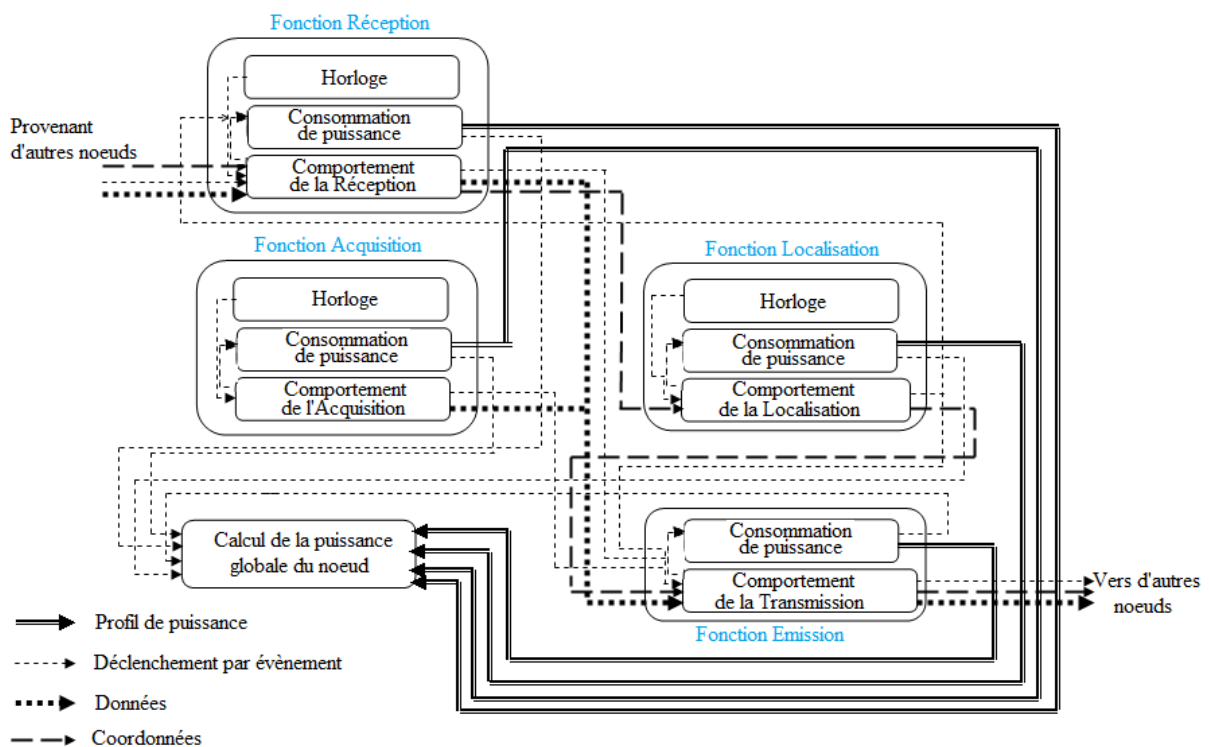 Fonction Réception
Horloge
Consommation
de puissance
Comportement
de la Réception
Provenant
d'autres noeuds
Fonction Acquisition
Horloge
Consommation
de puissance
Comportement
de l'Acquisition
Fonction Localisation
Horloge
Consommation
de puissance
Comportement
de la Localisation
Calcul de la puissance
globale du noeud
Consommation
de puissance
Comportement
de la Transmission
Fonction Emission
Vers d'autres
noeuds
Profil de puissance
Déclenchement par évènement
Données
Coordonnées